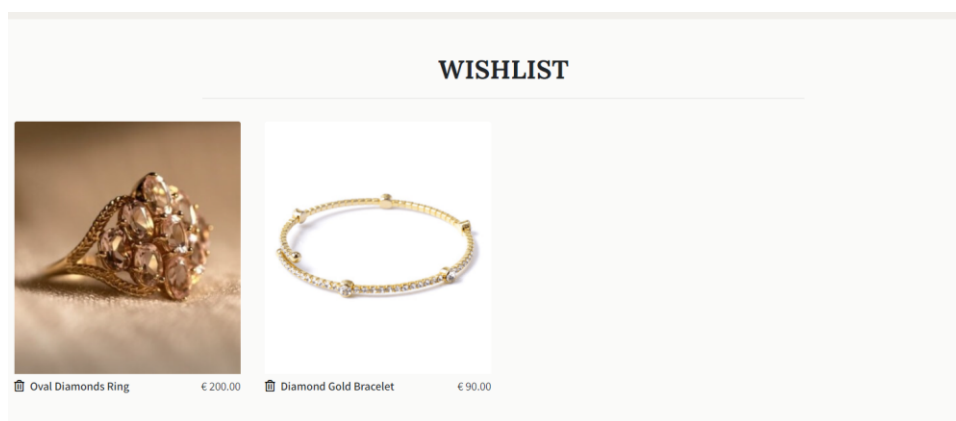 WISHLIST
Oval Diamonds Ring € 200.00
Diamond Gold Bracelet € 90.00